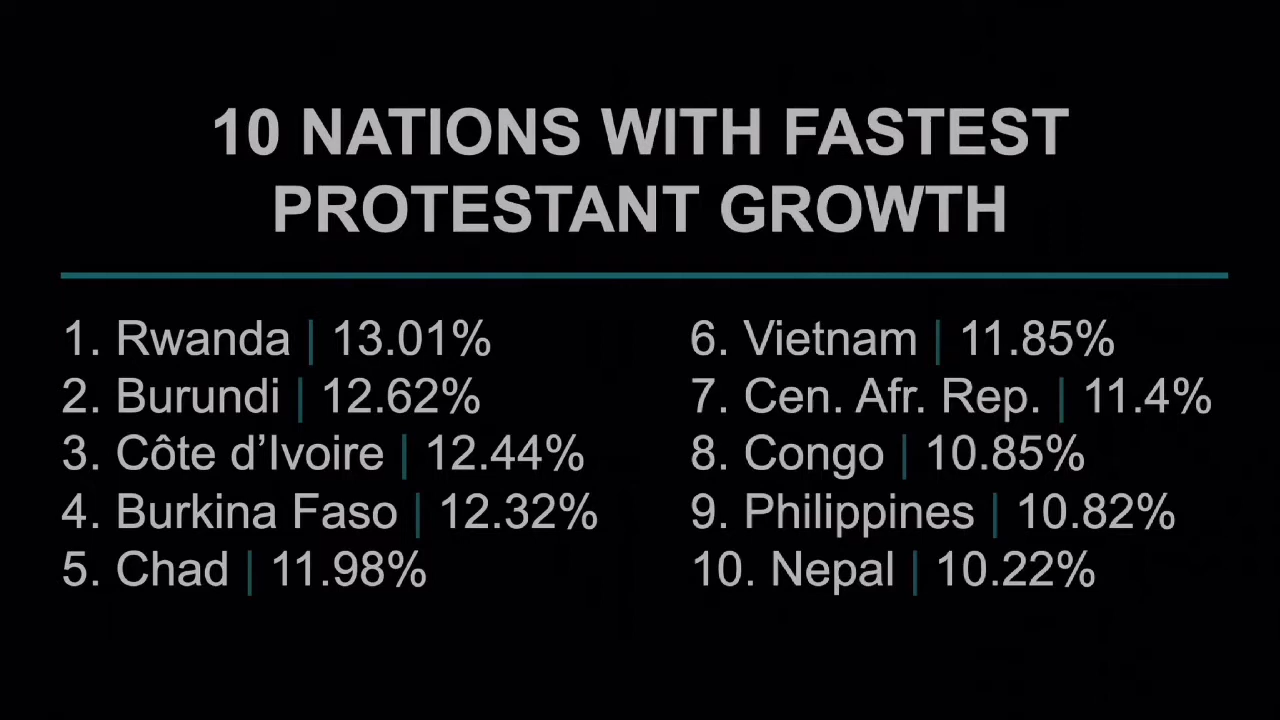 10 NATIONS WITH FASTEST
PROTESTANT GROWTH
1. Rwanda | 13.01%
2. Burundi | 12.62%
3. Côte d’Ivoire | 12.44%
4. Burkina Faso | 12.32%
5. Chad | 11.98%
6. Vietnam | 11.85%
7. Cen. Afr. Rep. | 11.4%
8. Congo | 10.85%
9. Philippines | 10.82%
10. Nepal | 10.22%